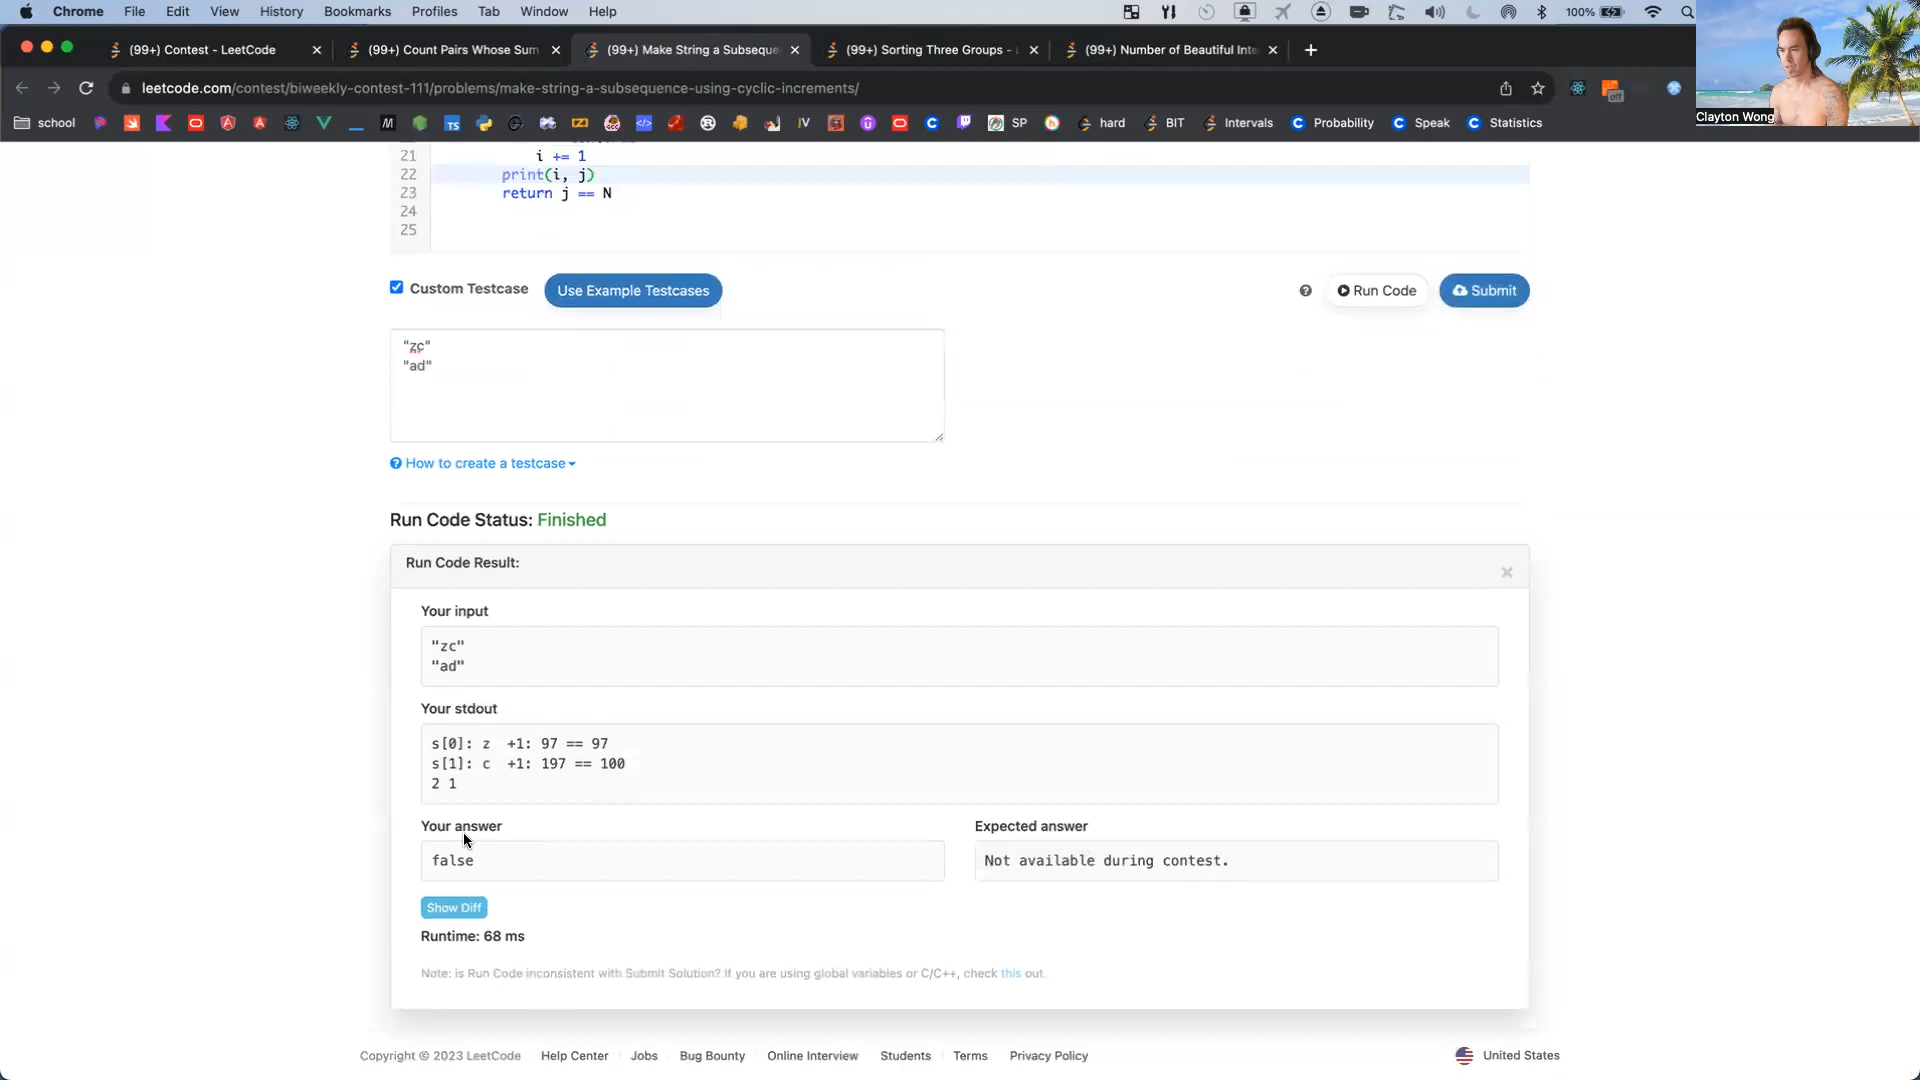 Chrome File Edit View History Bookmarks Profiles Tab Window Help 100%
(99+) Contest - LeetCode (99+) Count Pairs Whose Sum (99+) Make String a Subseque (99+) Sorting Three Groups - (99+) Number of Beautiful Inte
leetcode.com/contest/biweekly-contest-111/problems/make-string-a-subsequence-using-cyclic-increments/
off
Clayton Wong
school SP hard BIT Intervals Probability Speak Statistics
21 i += 1
22 print(i, j)
23 return j == N
24
25
Custom Testcase Use Example Testcases Run Code Submit
"zc"
"ad"
How to create a testcase
Run Code Status: Finished
Run Code Result:
Your input
"zc"
"ad"
Your stdout
s[0]: z +1: 97 == 97
s[1]: c +1: 197 == 100
2 1
Your answer Expected answer
false Not available during contest.
Show Diff
Runtime: 68 ms
Note: is Run Code inconsistent with Submit Solution? If you are using global variables or C/C++, check this out.
Copyright © 2023 LeetCode Help Center Jobs Bug Bounty Online Interview Students Terms Privacy Policy United States